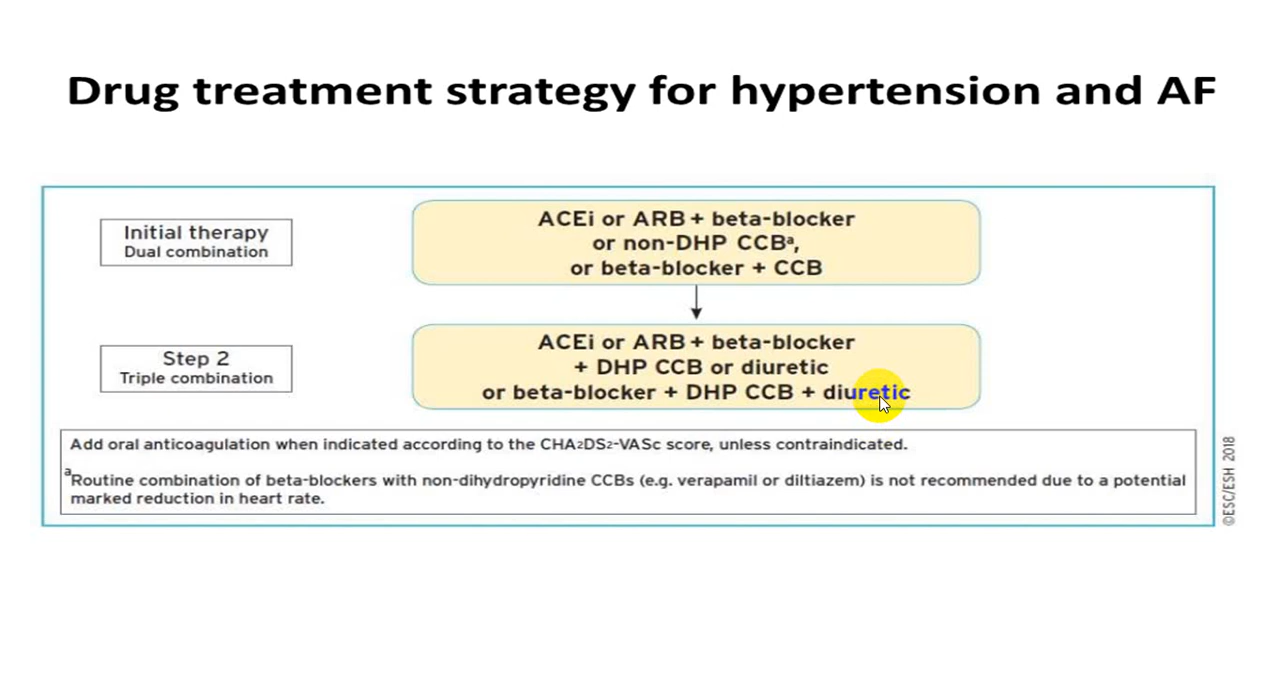 Drug treatment strategy for hypertension and AF
Initial therapy
Dual combination
ACEi or ARB + beta-blocker
or non-DHP CCBª,
or beta-blocker + CCB
Step 2
Triple combination
ACEi or ARB + beta-blocker
+ DHP CCB or diuretic
or beta-blocker + DHP CCB + diuretic
Add oral anticoagulation when indicated according to the CHA₂DS₂-VASc score, unless contraindicated.
ªRoutine combination of beta-blockers with non-dihydropyridine CCBs (e.g. verapamil or diltiazem) is not recommended due to a potential
marked reduction in heart rate.
©ESC/ESH 2018